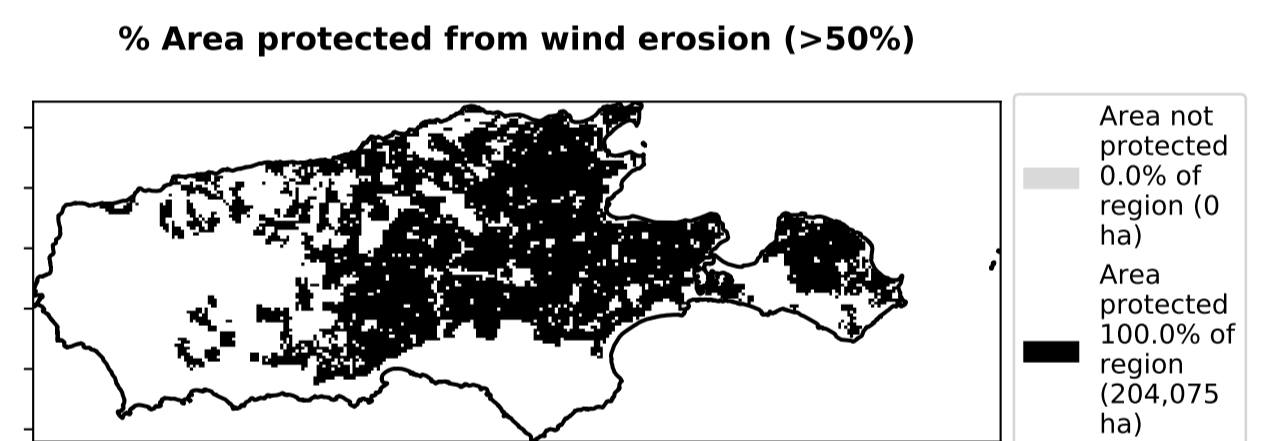 % Area protected from wind erosion (>50%)
Area not
protected
0.0% of
region (0
ha)
Area
protected
100.0% of
region
(204,075
ha)